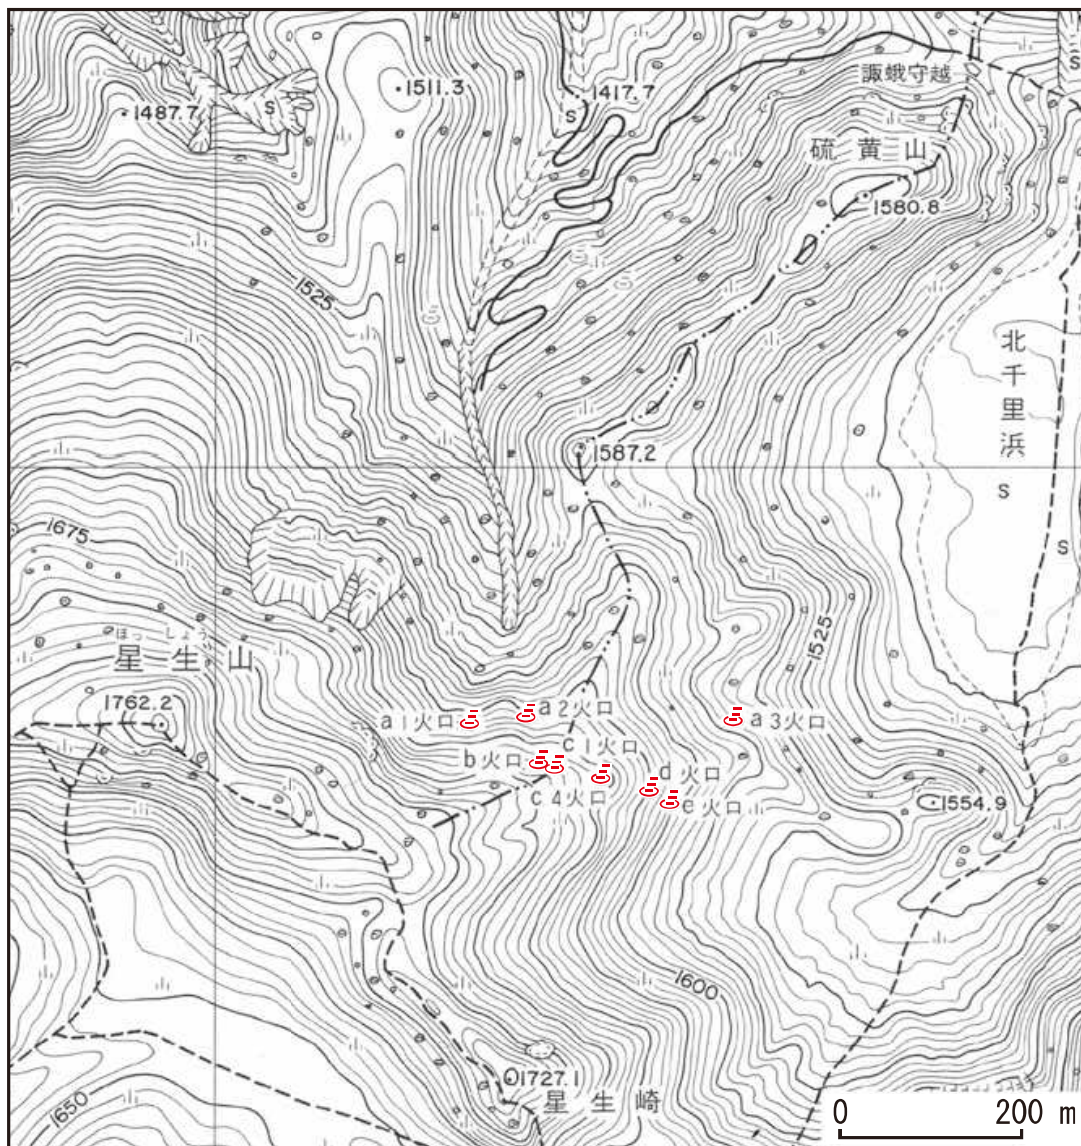 1511.3
1417.7
1487.7
S
S
S
諏蛾守越
硫黄山
1580.8
1525
北千里浜
1587.2
S
S
1675
1525
ほっしょう
星生山
1762.2
a1火口
a2火口
a3火口
b火口
c1火口
d火口
c4火口
e火口
1554.9
1600
1727.1
星生崎
1650
0 200 m